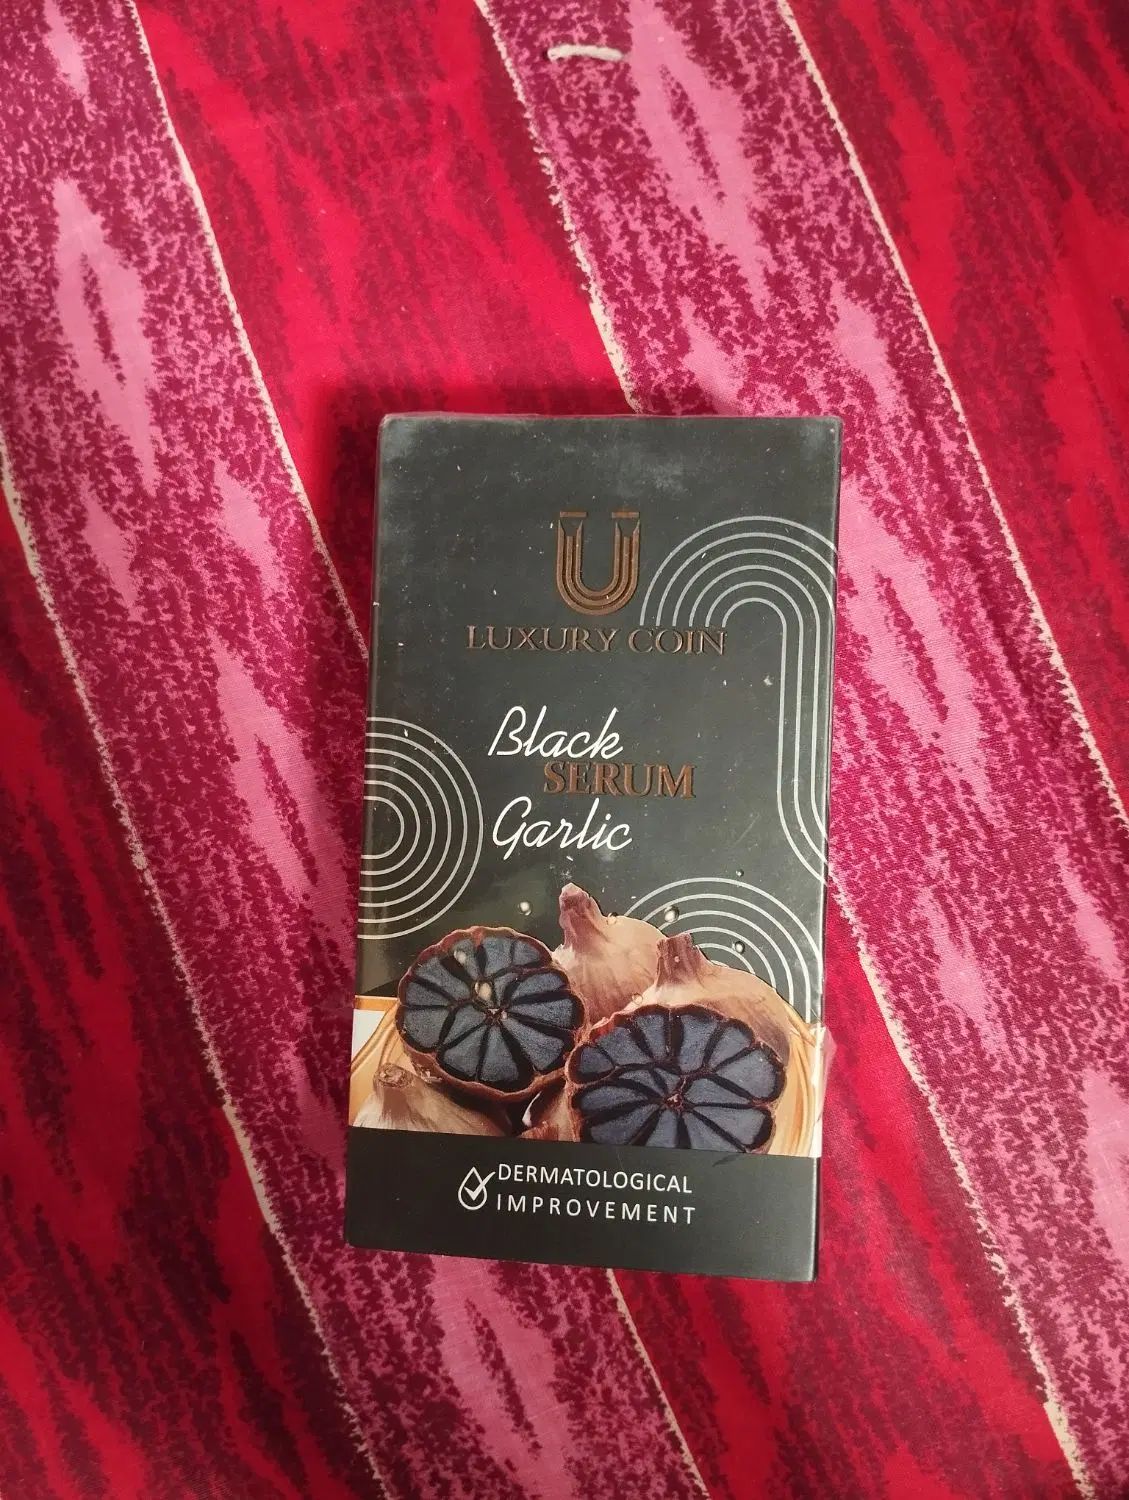 LUXURY COIN
Black
SERUM
Garlic
DERMATOLOGICAL
IMPROVEMENT